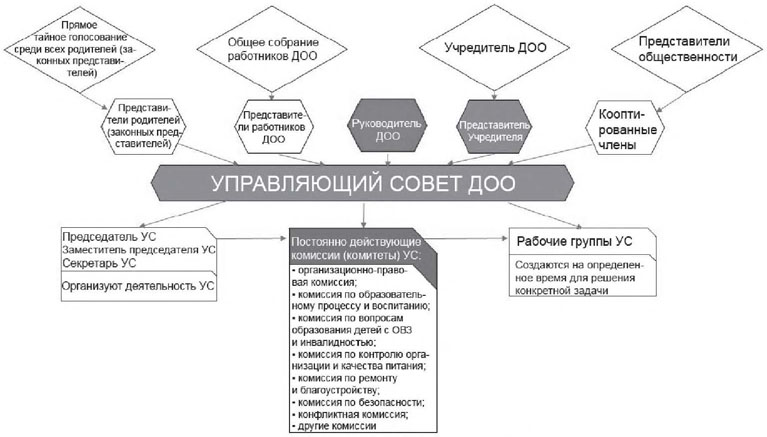 Прямое
тайное голосование
среди всех родителей (за-
конных представи-
телей)
Общее собрание
работников ДОО
Учредитель ДОО
Представители
общественности
Представи-
тели родителей
(законных пред-
ставителей)
Представите-
ли работников
ДОО
Руководитель
ДОО
Представитель
Учредителя
Коопти-
рованные
члены
УПРАВЛЯЮЩИЙ СОВЕТ ДОО
Председатель УС
Заместитель председателя УС
Секретарь УС
Организуют деятельность УС
Постоянно действующие
комиссии (комитеты) УС:
• организационно-право-
вая комиссия;
• комиссия по образователь-
ному процессу и воспитанию;
• комиссия по вопросам
образования детей с ОВЗ
и инвалидностью;
• комиссия по контролю орга-
низации и качества питания;
• комиссия по ремонту
и благоустройству;
• комиссия по безопасности;
• конфликтная комиссия;
• другие комиссии
Рабочие группы УС
Создаются на определен-
ное время для решения
конкретной задачи